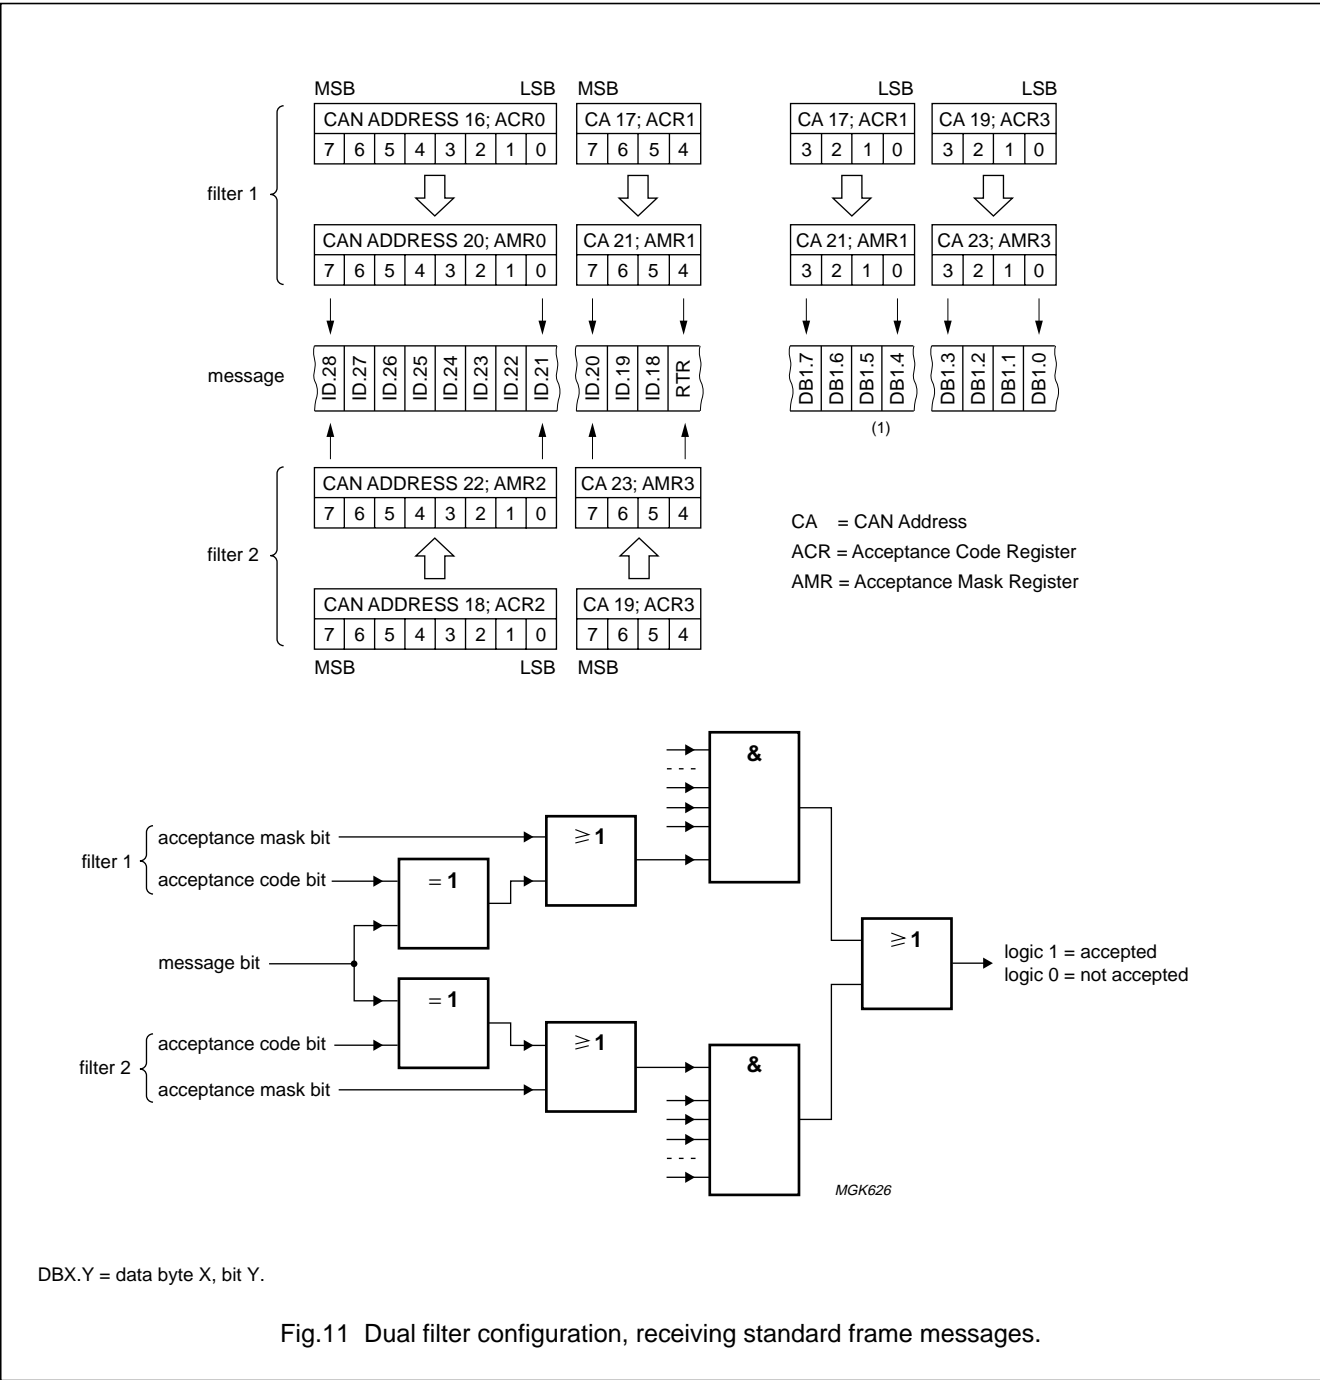 MSB LSB MSB LSB LSB
CAN ADDRESS 16; ACR0 CA 17; ACR1 CA 17; ACR1 CA 19; ACR3
7 6 5 4 3 2 1 0 7 6 5 4 3 2 1 0 3 2 1 0
filter 1
CAN ADDRESS 20; AMR0 CA 21; AMR1 CA 21; AMR1 CA 23; AMR3
7 6 5 4 3 2 1 0 7 6 5 4 3 2 1 0 3 2 1 0
message ID.28 ID.27 ID.26 ID.25 ID.24 ID.23 ID.22 ID.21 ID.20 ID.19 ID.18 RTR DB1.7 DB1.6 DB1.5 DB1.4 DB1.3 DB1.2 DB1.1 DB1.0
(1)
CAN ADDRESS 22; AMR2 CA 23; AMR3
7 6 5 4 3 2 1 0 7 6 5 4
filter 2
CAN ADDRESS 18; ACR2 CA 19; ACR3
7 6 5 4 3 2 1 0 7 6 5 4
MSB LSB MSB
CA = CAN Address
ACR = Acceptance Code Register
AMR = Acceptance Mask Register
&
filter 1
acceptance mask bit
≥ 1
acceptance code bit
= 1
message bit
≥ 1
logic 1 = accepted
logic 0 = not accepted
= 1
filter 2
acceptance code bit
≥ 1
acceptance mask bit
&
MGK626
DBX.Y = data byte X, bit Y.
Fig.11 Dual filter configuration, receiving standard frame messages.